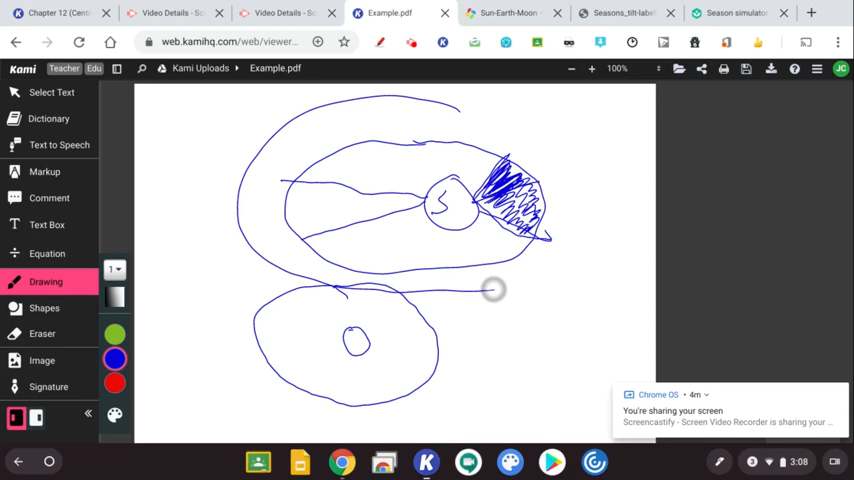 Chapter 12 (Centr
Video Details - Sc
Video Details - Sc
Example.pdf
Sun-Earth-Moon -
Seasons_tilt-label
Season simulator
web.kamihq.com/web/viewer...
Kami Teacher Edu
Kami Uploads
Example.pdf
100%
JC
Select Text
Dictionary
Text to Speech
Markup
Comment
Text Box
Equation
Drawing
1
Shapes
Eraser
Image
Signature
S
Chrome OS • 4m
You're sharing your screen
Screencastify - Screen Video Recorder is sharing your ...
3 3:08